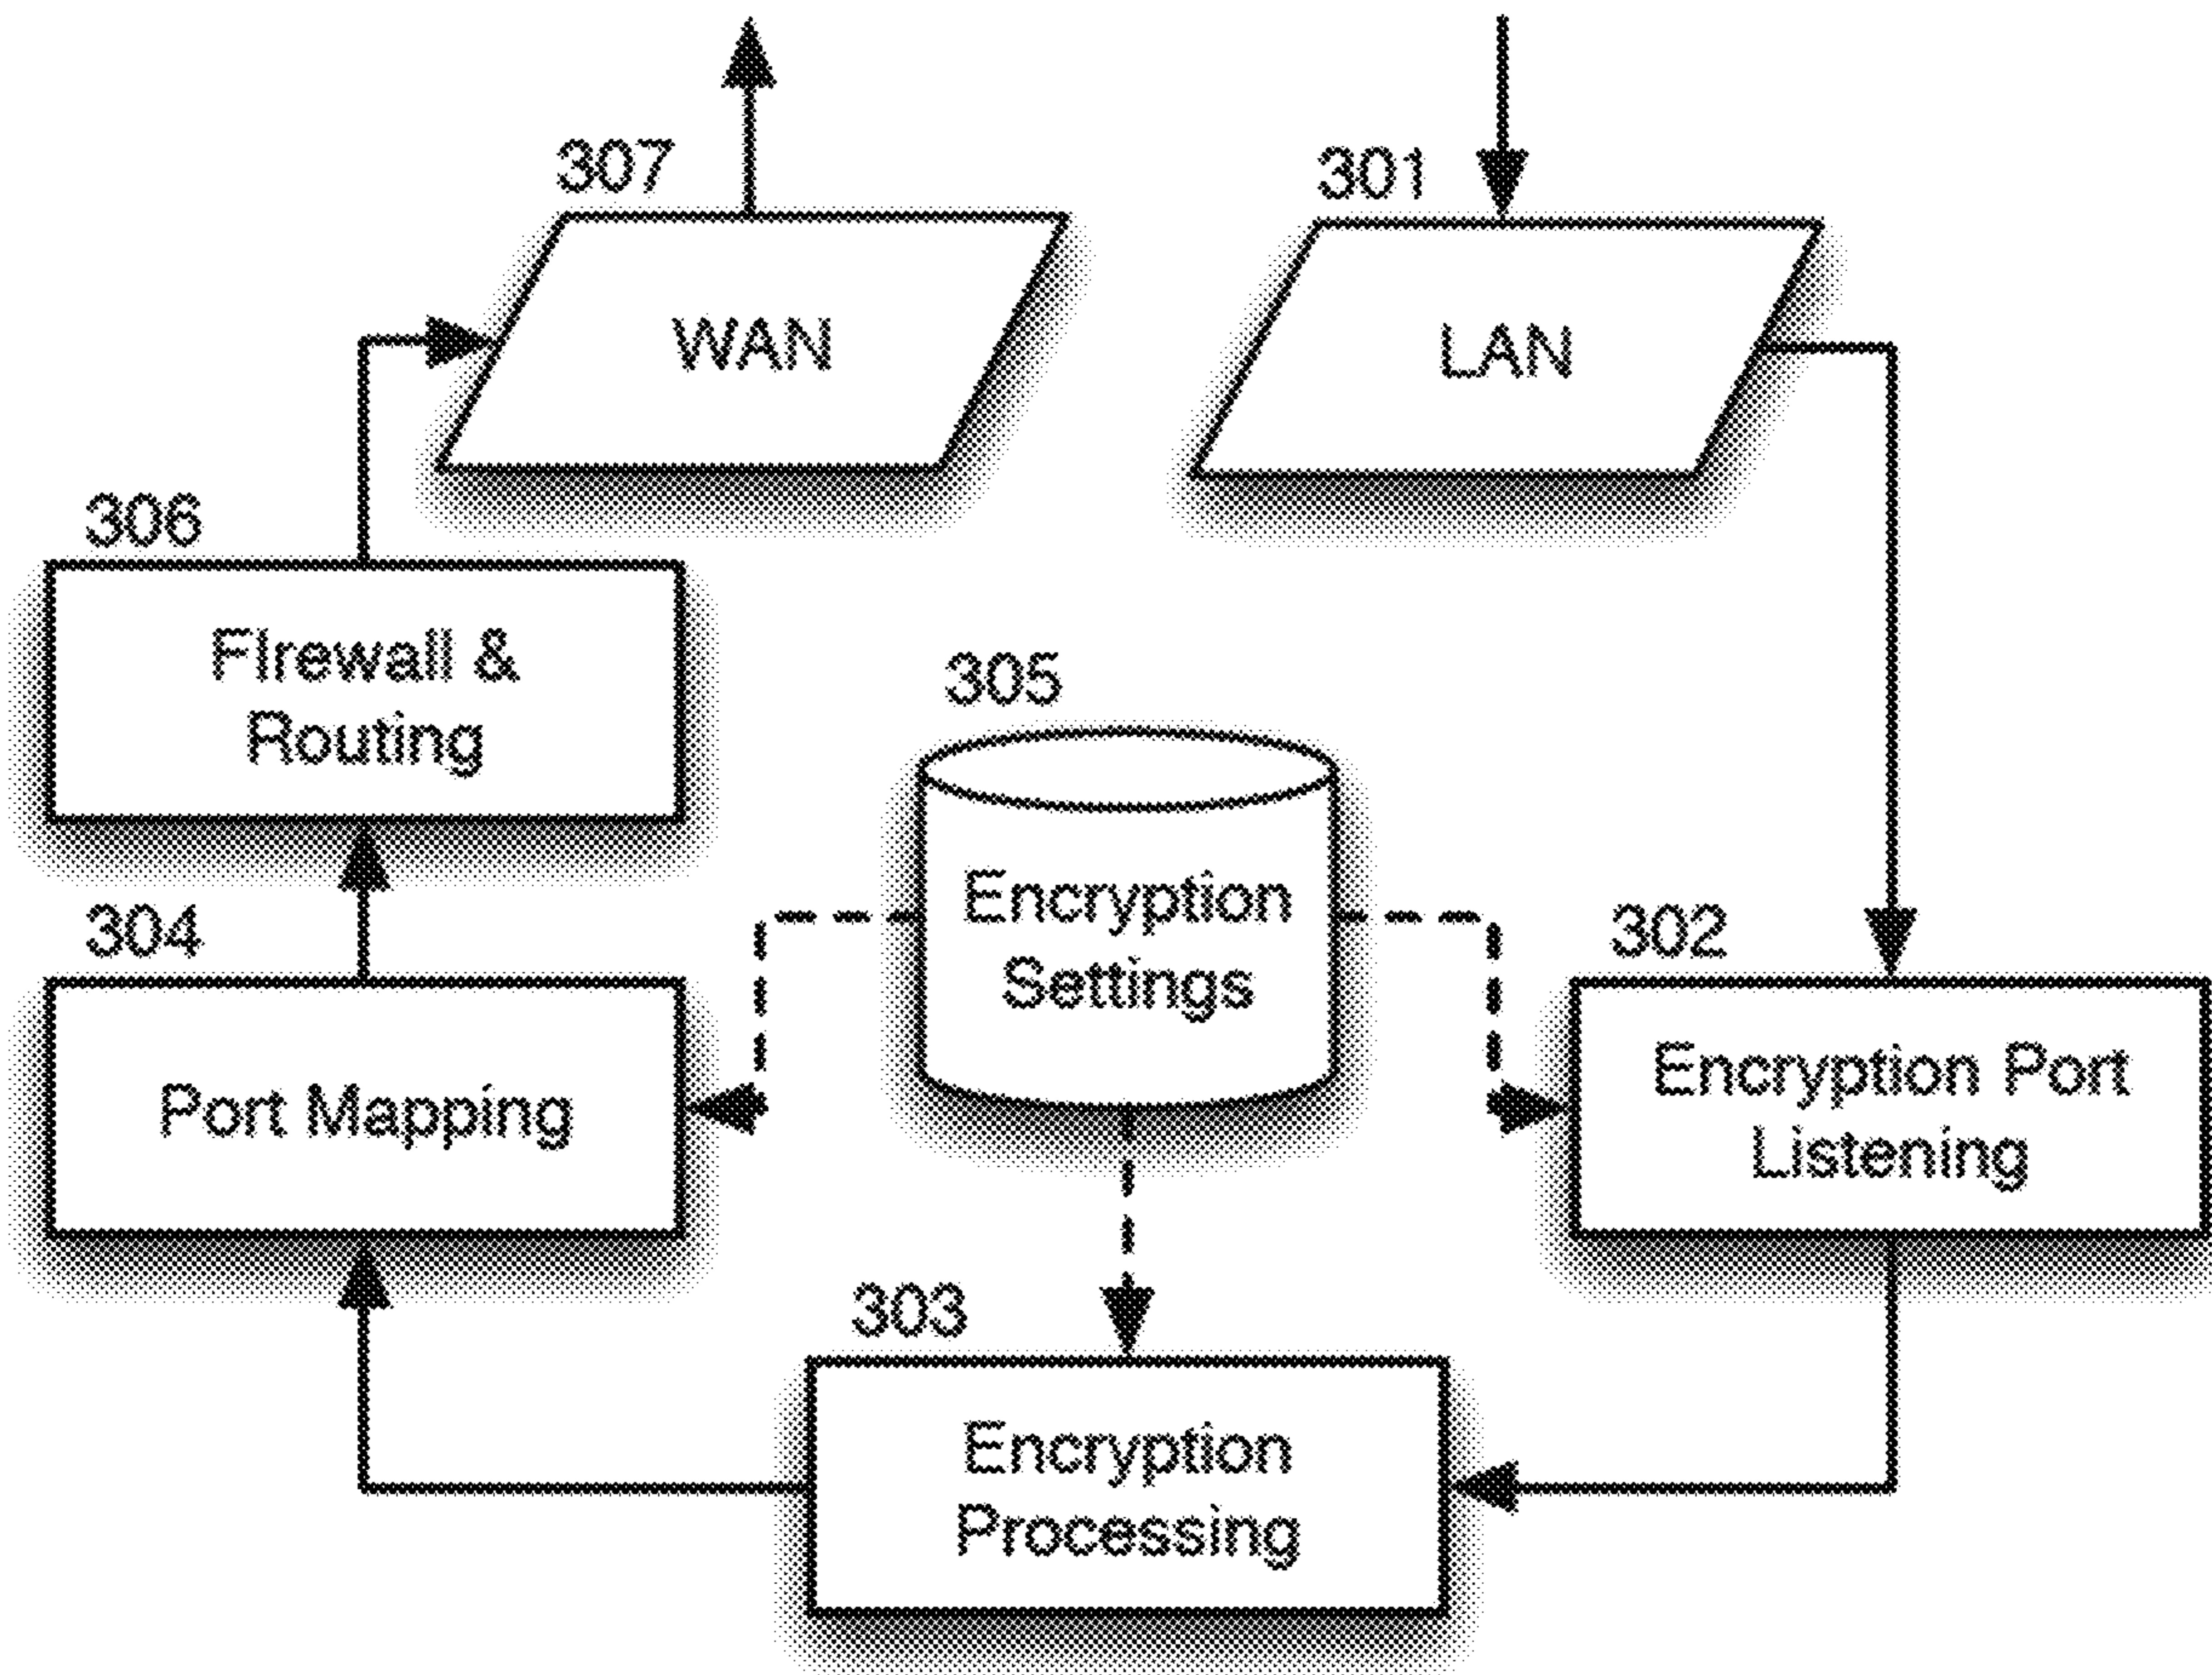 307
301
WAN
LAN
306
FIrewall &
Routing
305
Encryption
Settings
304
Port Mapping
302
Encryption Port
Listening
303
Encryption
Processing